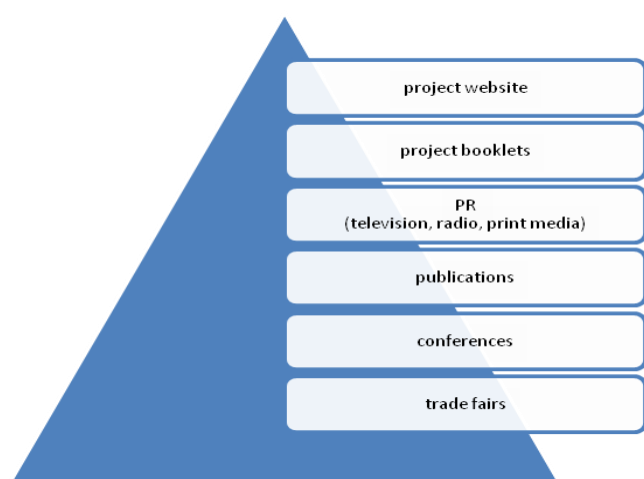 project website
project booklets
PR
(television, radio, print media)
publications
conferences
trade fairs